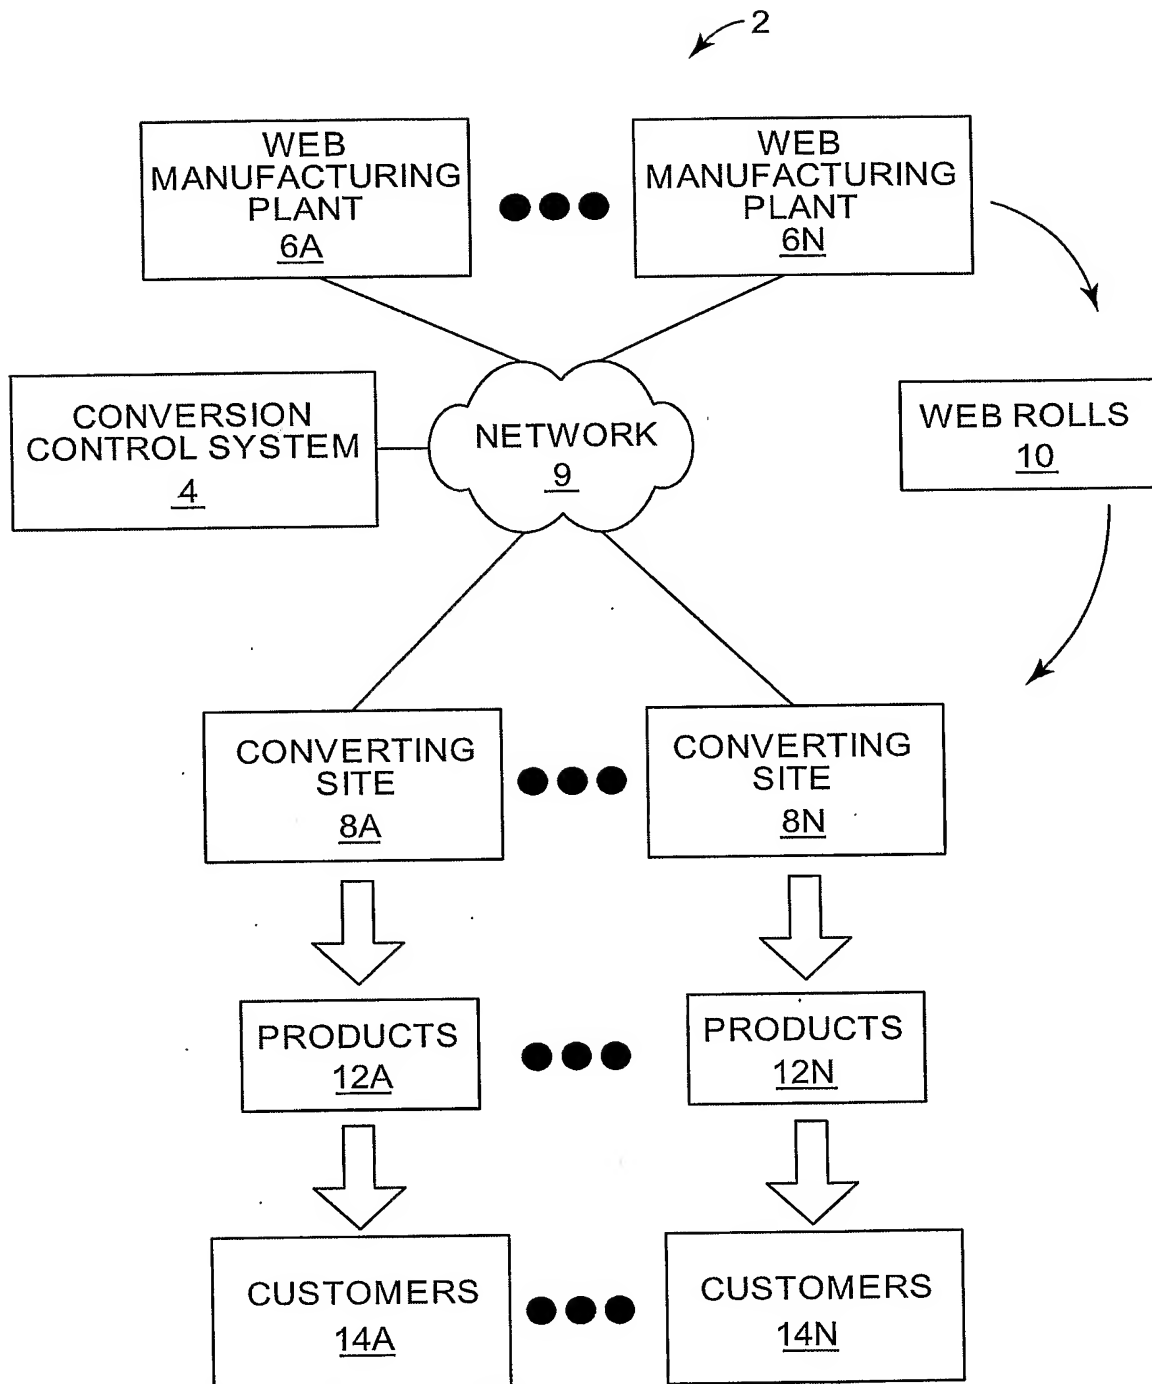 2
WEB
MANUFACTURING
PLANT
6A
WEB
MANUFACTURING
PLANT
6N
CONVERSION
CONTROL SYSTEM
4
NETWORK
9
WEB ROLLS
10
CONVERTING
SITE
8A
CONVERTING
SITE
8N
PRODUCTS
12A
PRODUCTS
12N
CUSTOMERS
14A
CUSTOMERS
14N